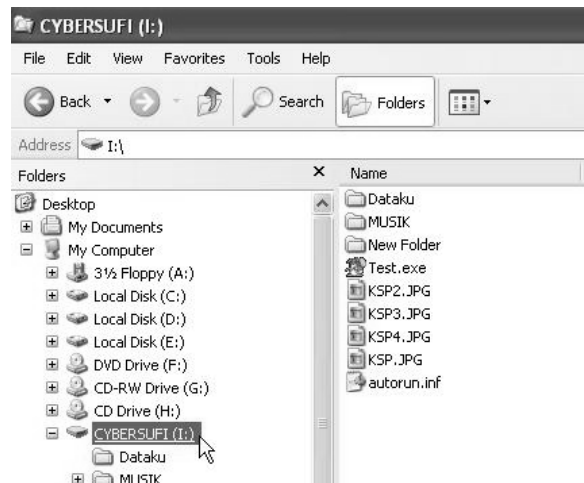 CYBERSUFI (I:)
File Edit View Favorites Tools Help
Back Search Folders
Address I:\
Folders × Name
Desktop
My Documents
My Computer
3½ Floppy (A:)
Local Disk (C:)
Local Disk (D:)
Local Disk (E:)
DVD Drive (F:)
CD-RW Drive (G:)
CD Drive (H:)
CYBERSUFI (I:)
Dataku
MUSIK
Dataku
MUSIK
New Folder
Test.exe
KSP2.JPG
KSP3.JPG
KSP4.JPG
KSP.JPG
autorun.inf